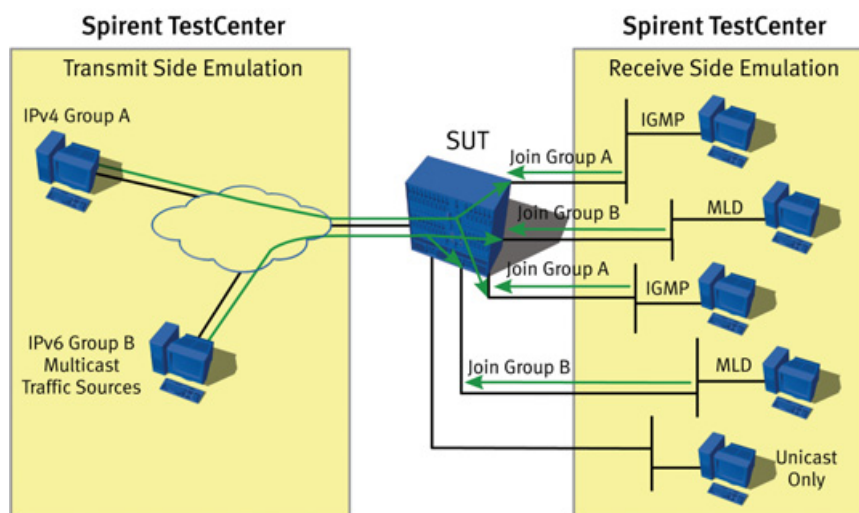 Spirent TestCenter
Transmit Side Emulation
IPv4 Group A
IPv6 Group B
Multicast
Traffic Sources
SUT
Spirent TestCenter
Receive Side Emulation
Join Group A
IGMP
Join Group B
MLD
Join Group A
IGMP
Join Group B
MLD
Unicast
Only